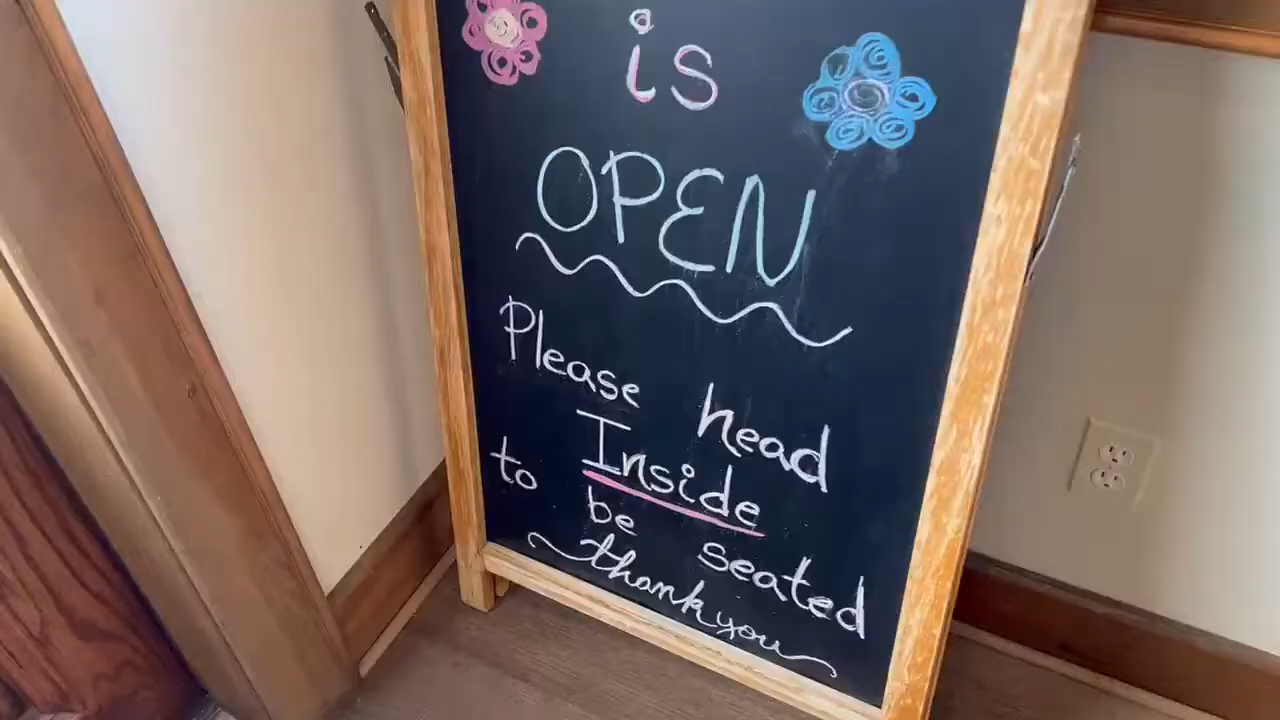 is
OPEN
Please head
Inside
to be seated
thank you